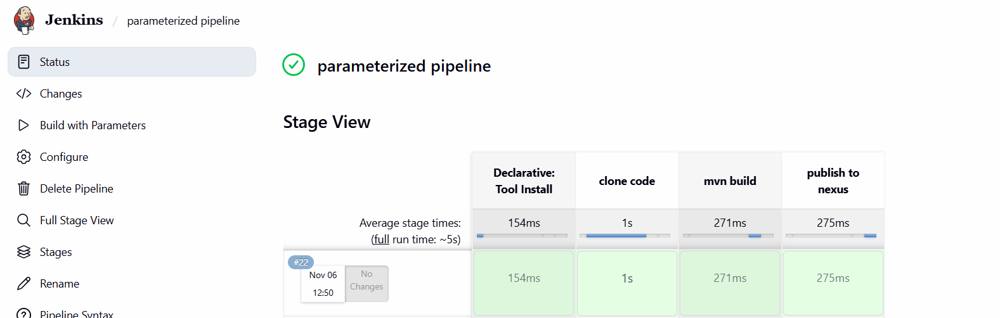 Jenkins / parameterized pipeline
Status
Changes
Build with Parameters
Configure
Delete Pipeline
Full Stage View
Stages
Rename
Pipeline Syntax
parameterized pipeline
Stage View
Declarative:
Tool Install
clone code
mvn build
publish to
nexus
Average stage times:
(full run time: ~5s)
154ms
1s
271ms
275ms
#22
Nov 06
12:50
No
Changes
154ms
1s
271ms
275ms